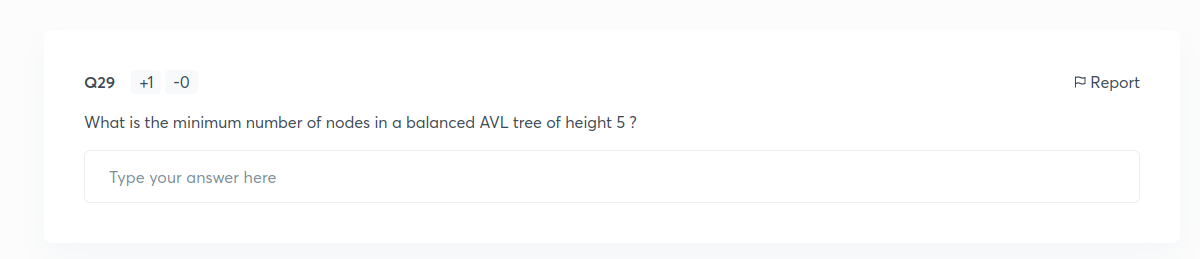 Q29 +1 -0 Report
What is the minimum number of nodes in a balanced AVL tree of height 5 ?
Type your answer here